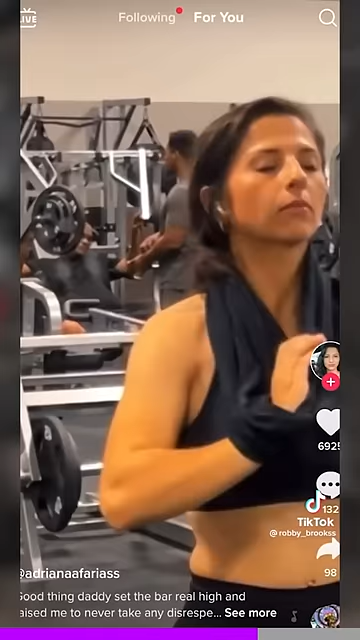 LIVE
Following For You
6925
132
TikTok
@robby_brookss
98
@adrianaafariass
Good thing daddy set the bar real high and
aised me to never take any disrespe... See more